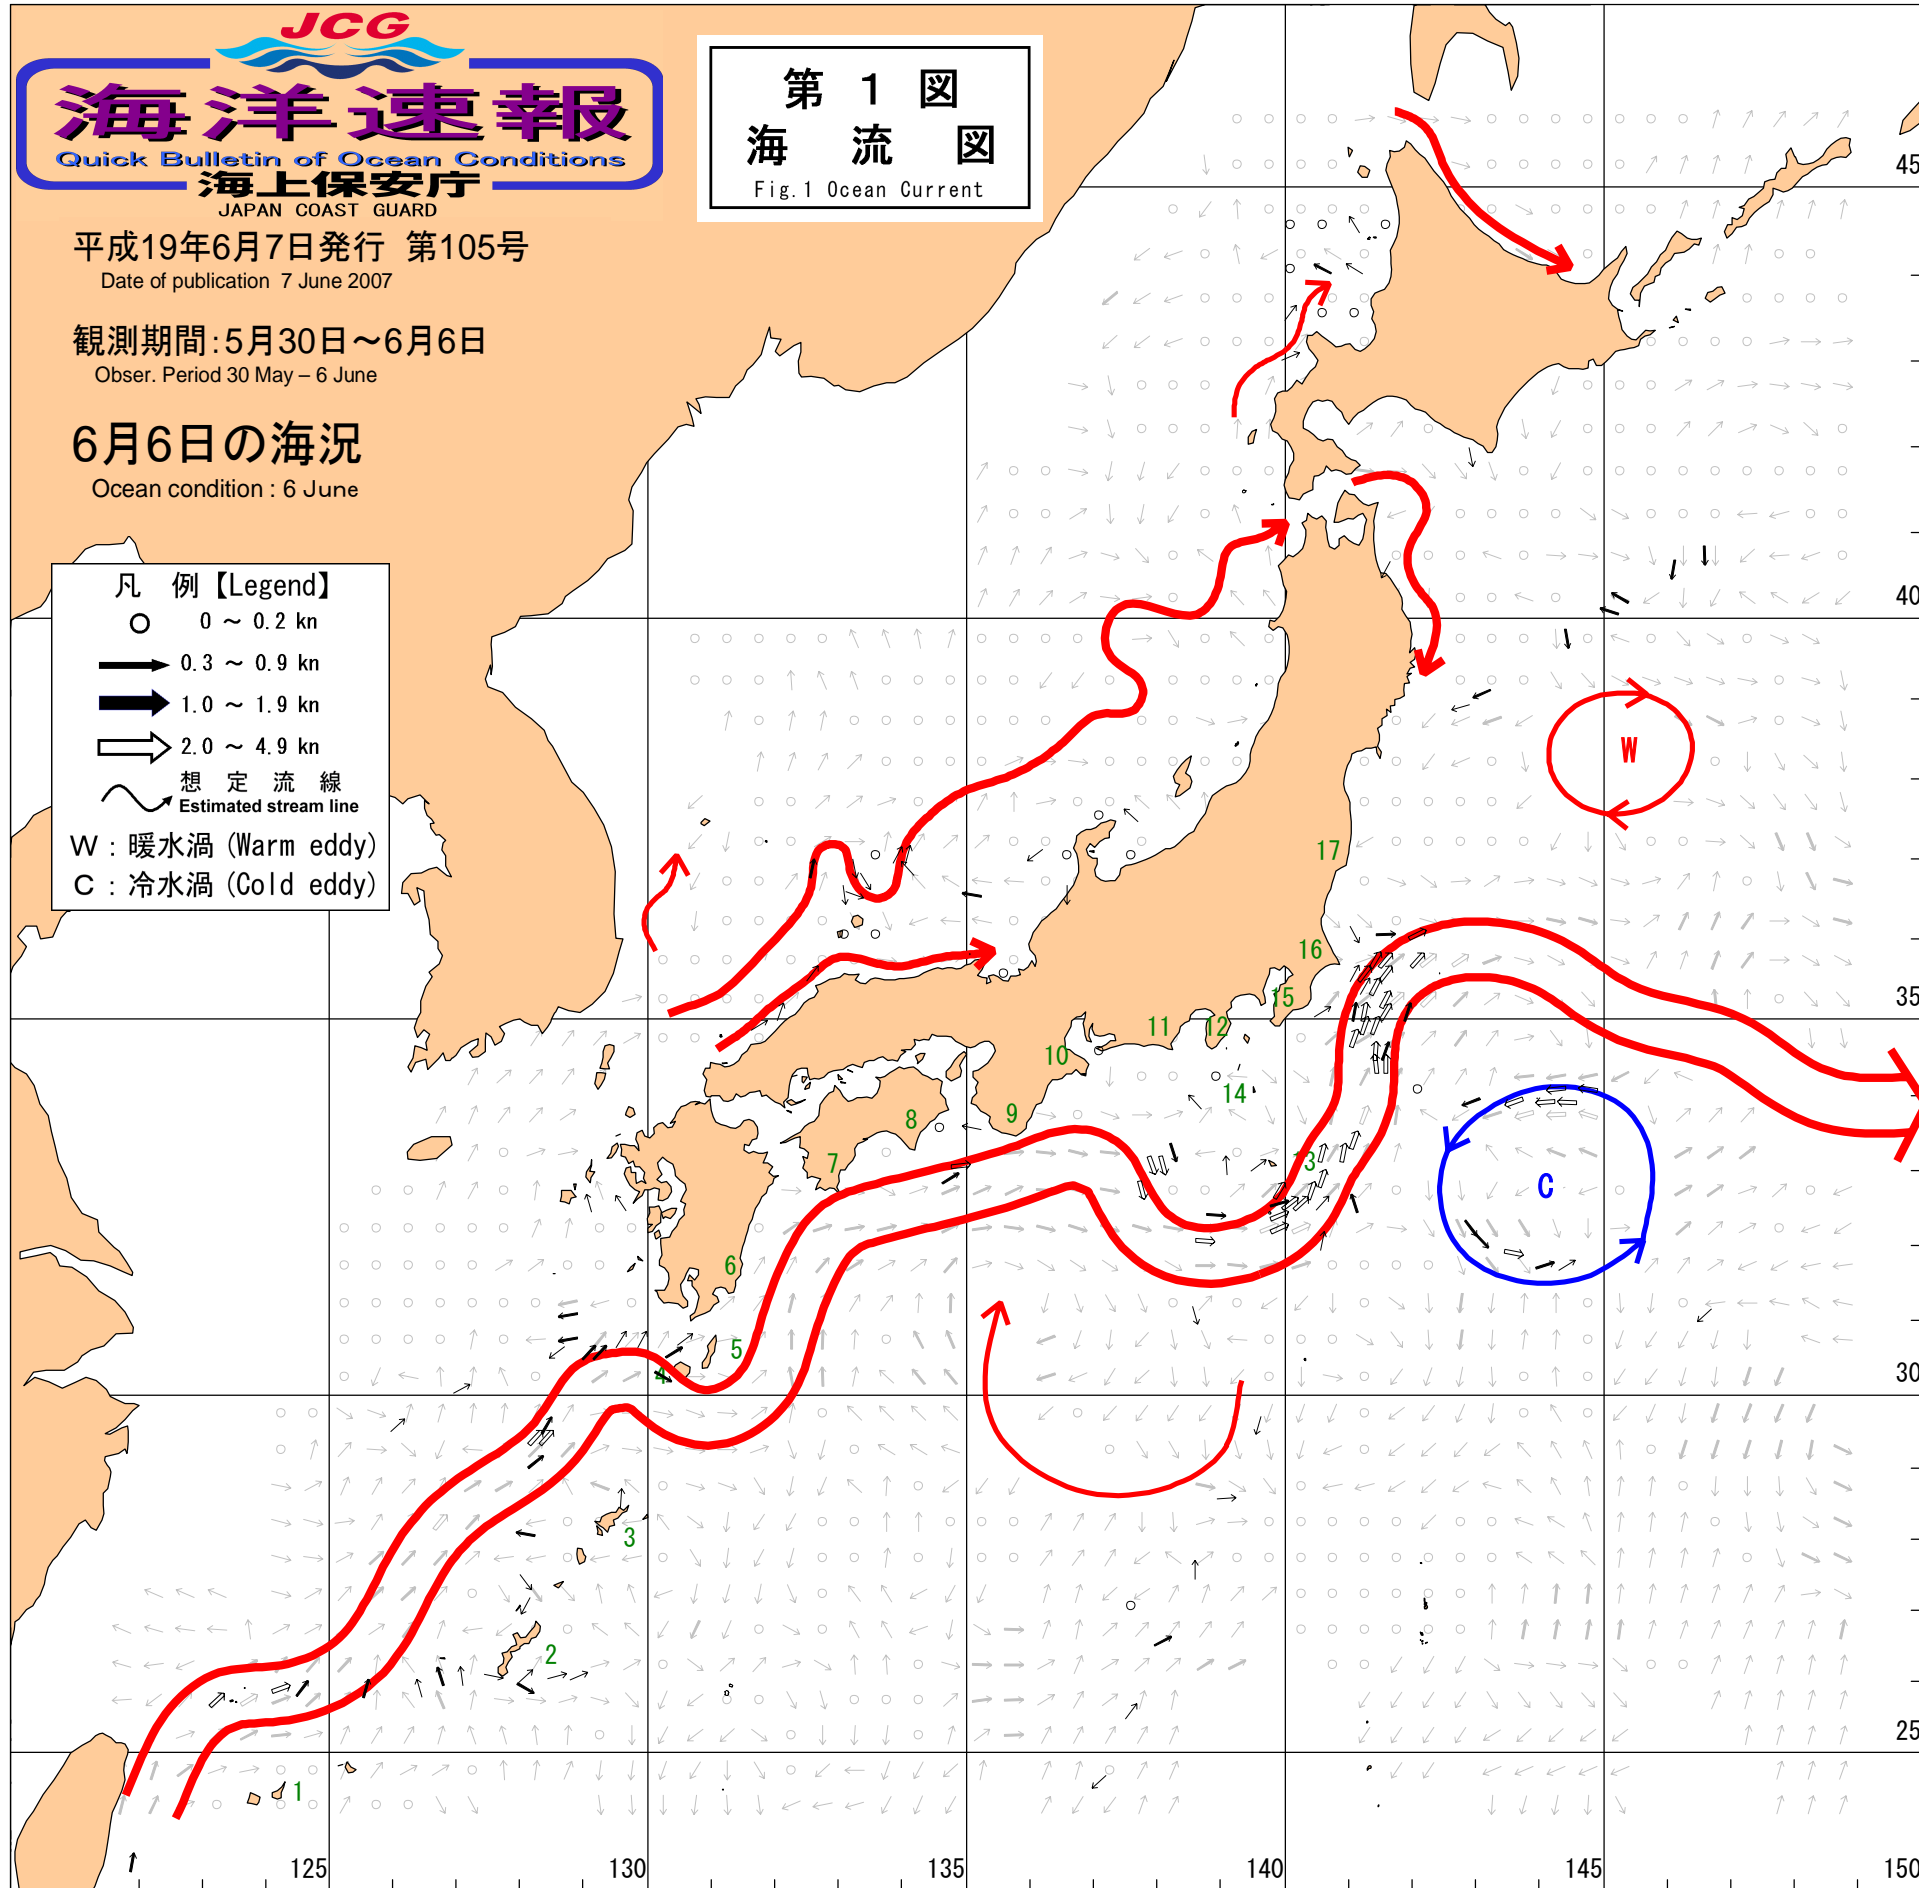 JCG
海洋速報
Quick Bulletin of Ocean Conditions
海上保安庁
JAPAN COAST GUARD
平成19年6月7日発行 第105号
Date of publication 7 June 2007
観測期間:5月30日～6月6日
Obser. Period 30 May – 6 June
6月6日の海況
Ocean condition : 6 June
第 1 図
海 流 図
Fig.1 Ocean Current
凡 例【Legend】
0 ～ 0.2 kn
0.3 ～ 0.9 kn
1.0 ～ 1.9 kn
2.0 ～ 4.9 kn
想 定 流 線
Estimated stream line
W : 暖水渦 (Warm eddy)
C : 冷水渦 (Cold eddy)
45
40
W
17
16
35
15
12
11
10
14
9
8
13
7
C
6
5
4
30
3
2
25
1
125
130
135
140
145
150